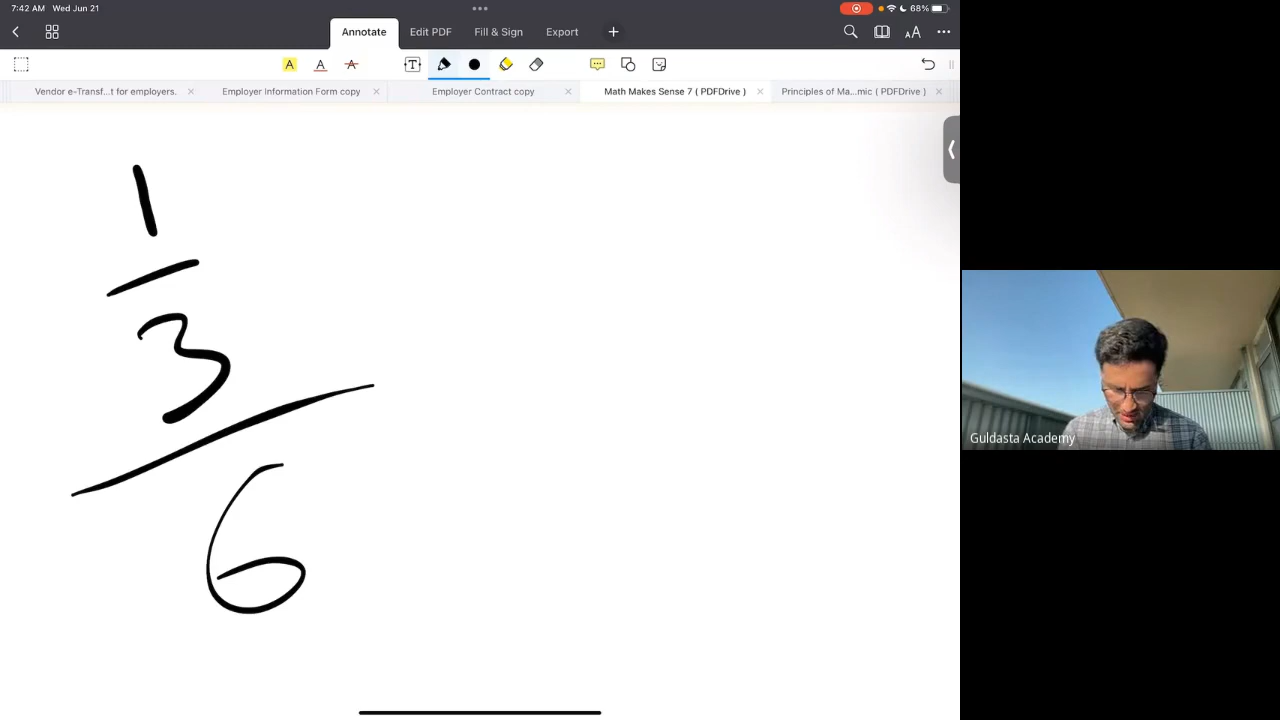 7:42 AM Wed Jun 21 68%
Annotate Edit PDF Fill & Sign Export
A A A T AA
Vendor e-Transf...t for employers. Employer Information Form copy Employer Contract copy Math Makes Sense 7 ( PDFDrive ) Principles of Ma...mic ( PDFDrive )
1
3
6
Guldasta Academy